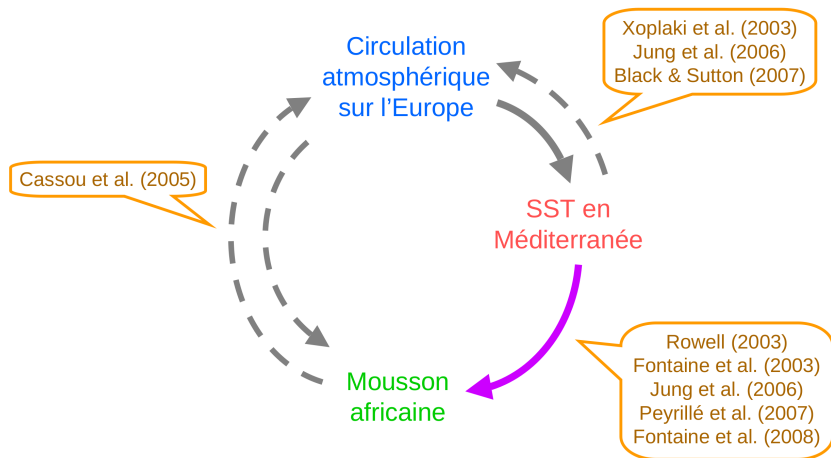 Circulation
atmosphérique
sur l’Europe
Xoplaki et al. (2003)
Jung et al. (2006)
Black & Sutton (2007)
Cassou et al. (2005)
SST en
Méditerranée
Rowell (2003)
Fontaine et al. (2003)
Jung et al. (2006)
Peyrillé et al. (2007)
Fontaine et al. (2008)
Mousson
africaine